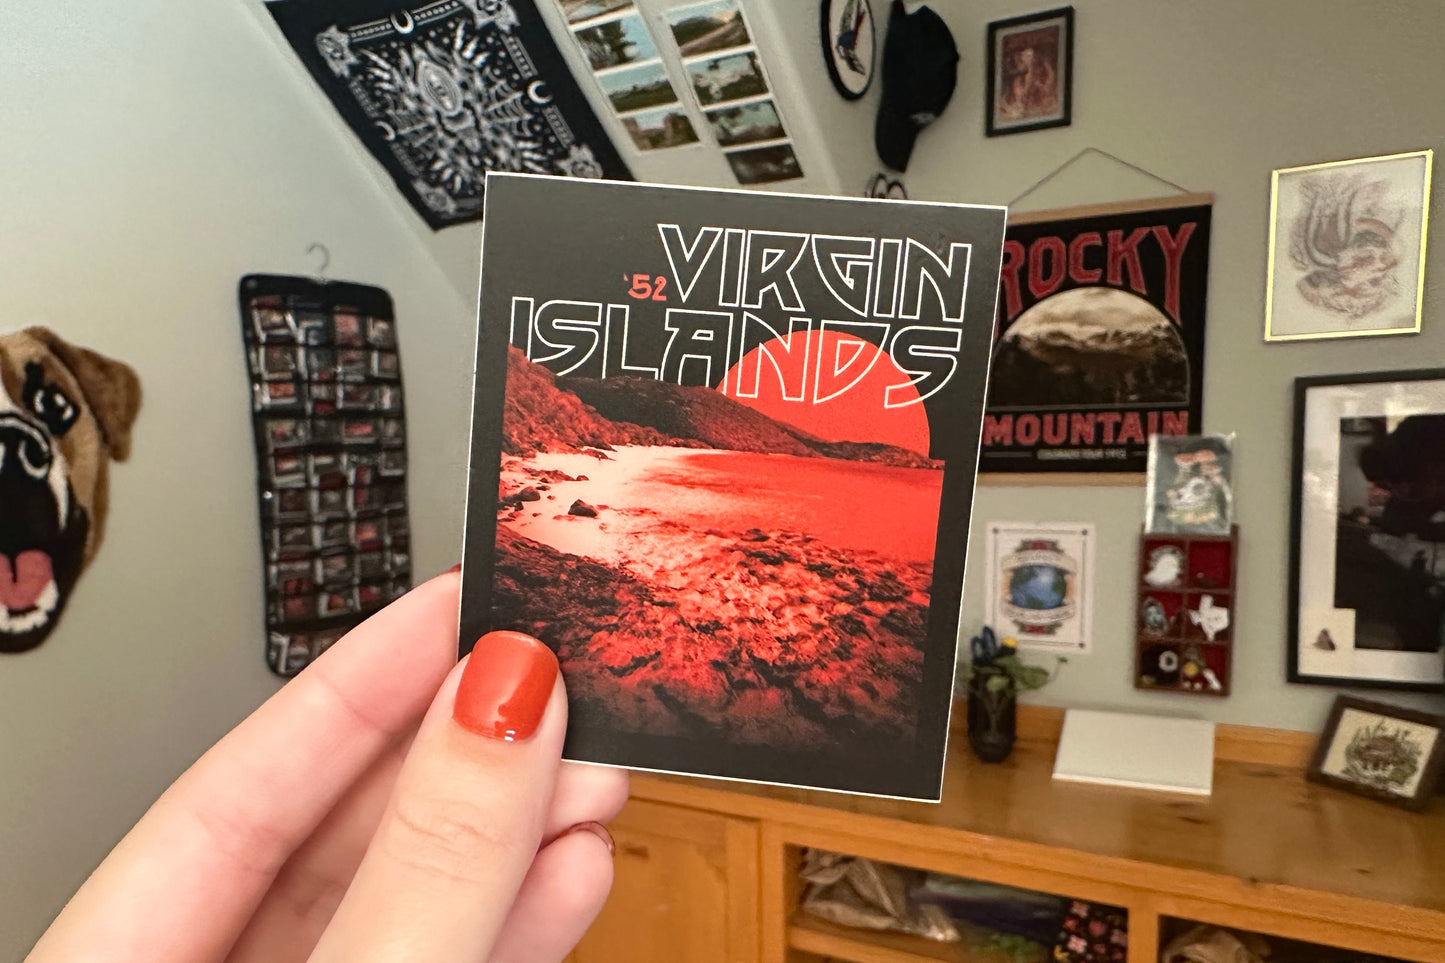 VIRGIN
'52
ISLANDS
ROCKY
MOUNTAIN